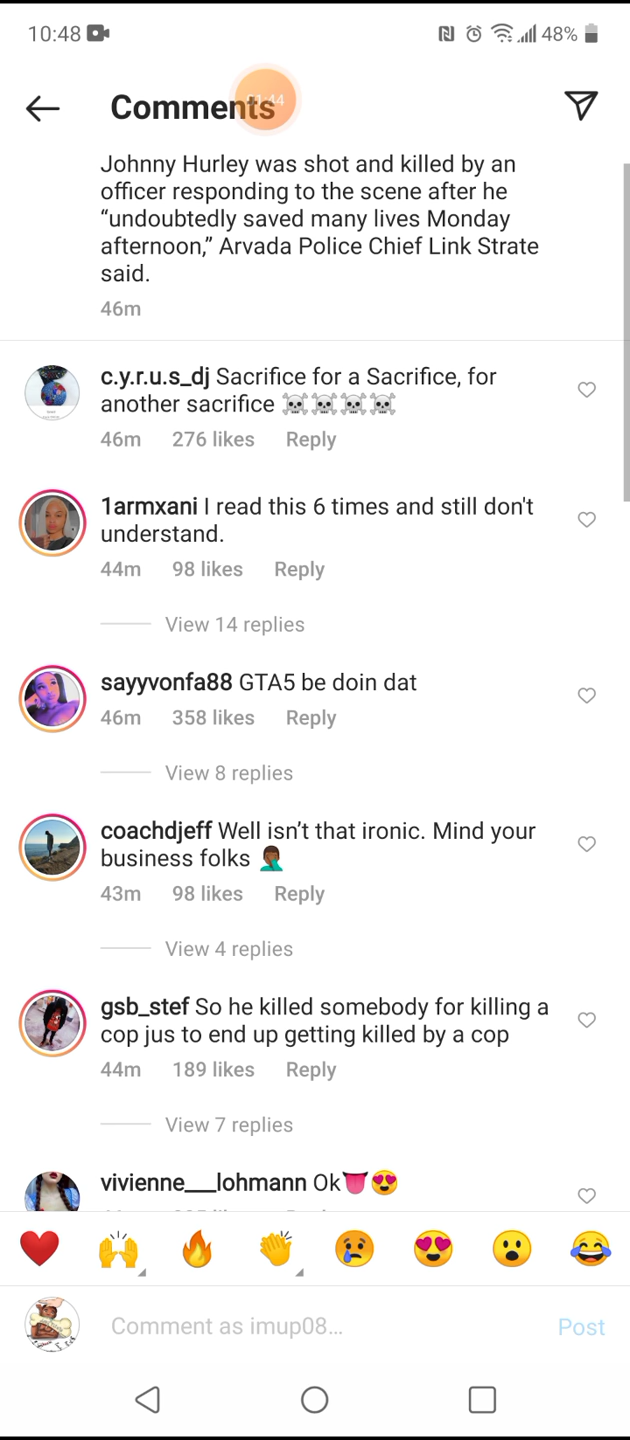 10:48
48%
Comments
01:44
Johnny Hurley was shot and killed by an
officer responding to the scene after he
“undoubtedly saved many lives Monday
afternoon,” Arvada Police Chief Link Strate
said.
46m
c.y.r.u.s_dj Sacrifice for a Sacrifice, for
another sacrifice ☠️☠️☠️☠️
46m 276 likes Reply
1armxani I read this 6 times and still don't
understand.
44m 98 likes Reply
View 14 replies
sayyvonfa88 GTA5 be doin dat
46m 358 likes Reply
View 8 replies
coachdjeff Well isn’t that ironic. Mind your
business folks 🤦🏾‍♂️
43m 98 likes Reply
View 4 replies
gsb_stef So he killed somebody for killing a
cop jus to end up getting killed by a cop
44m 189 likes Reply
View 7 replies
vivienne__lohmann Ok👅😍
Comment as imup08...
Post